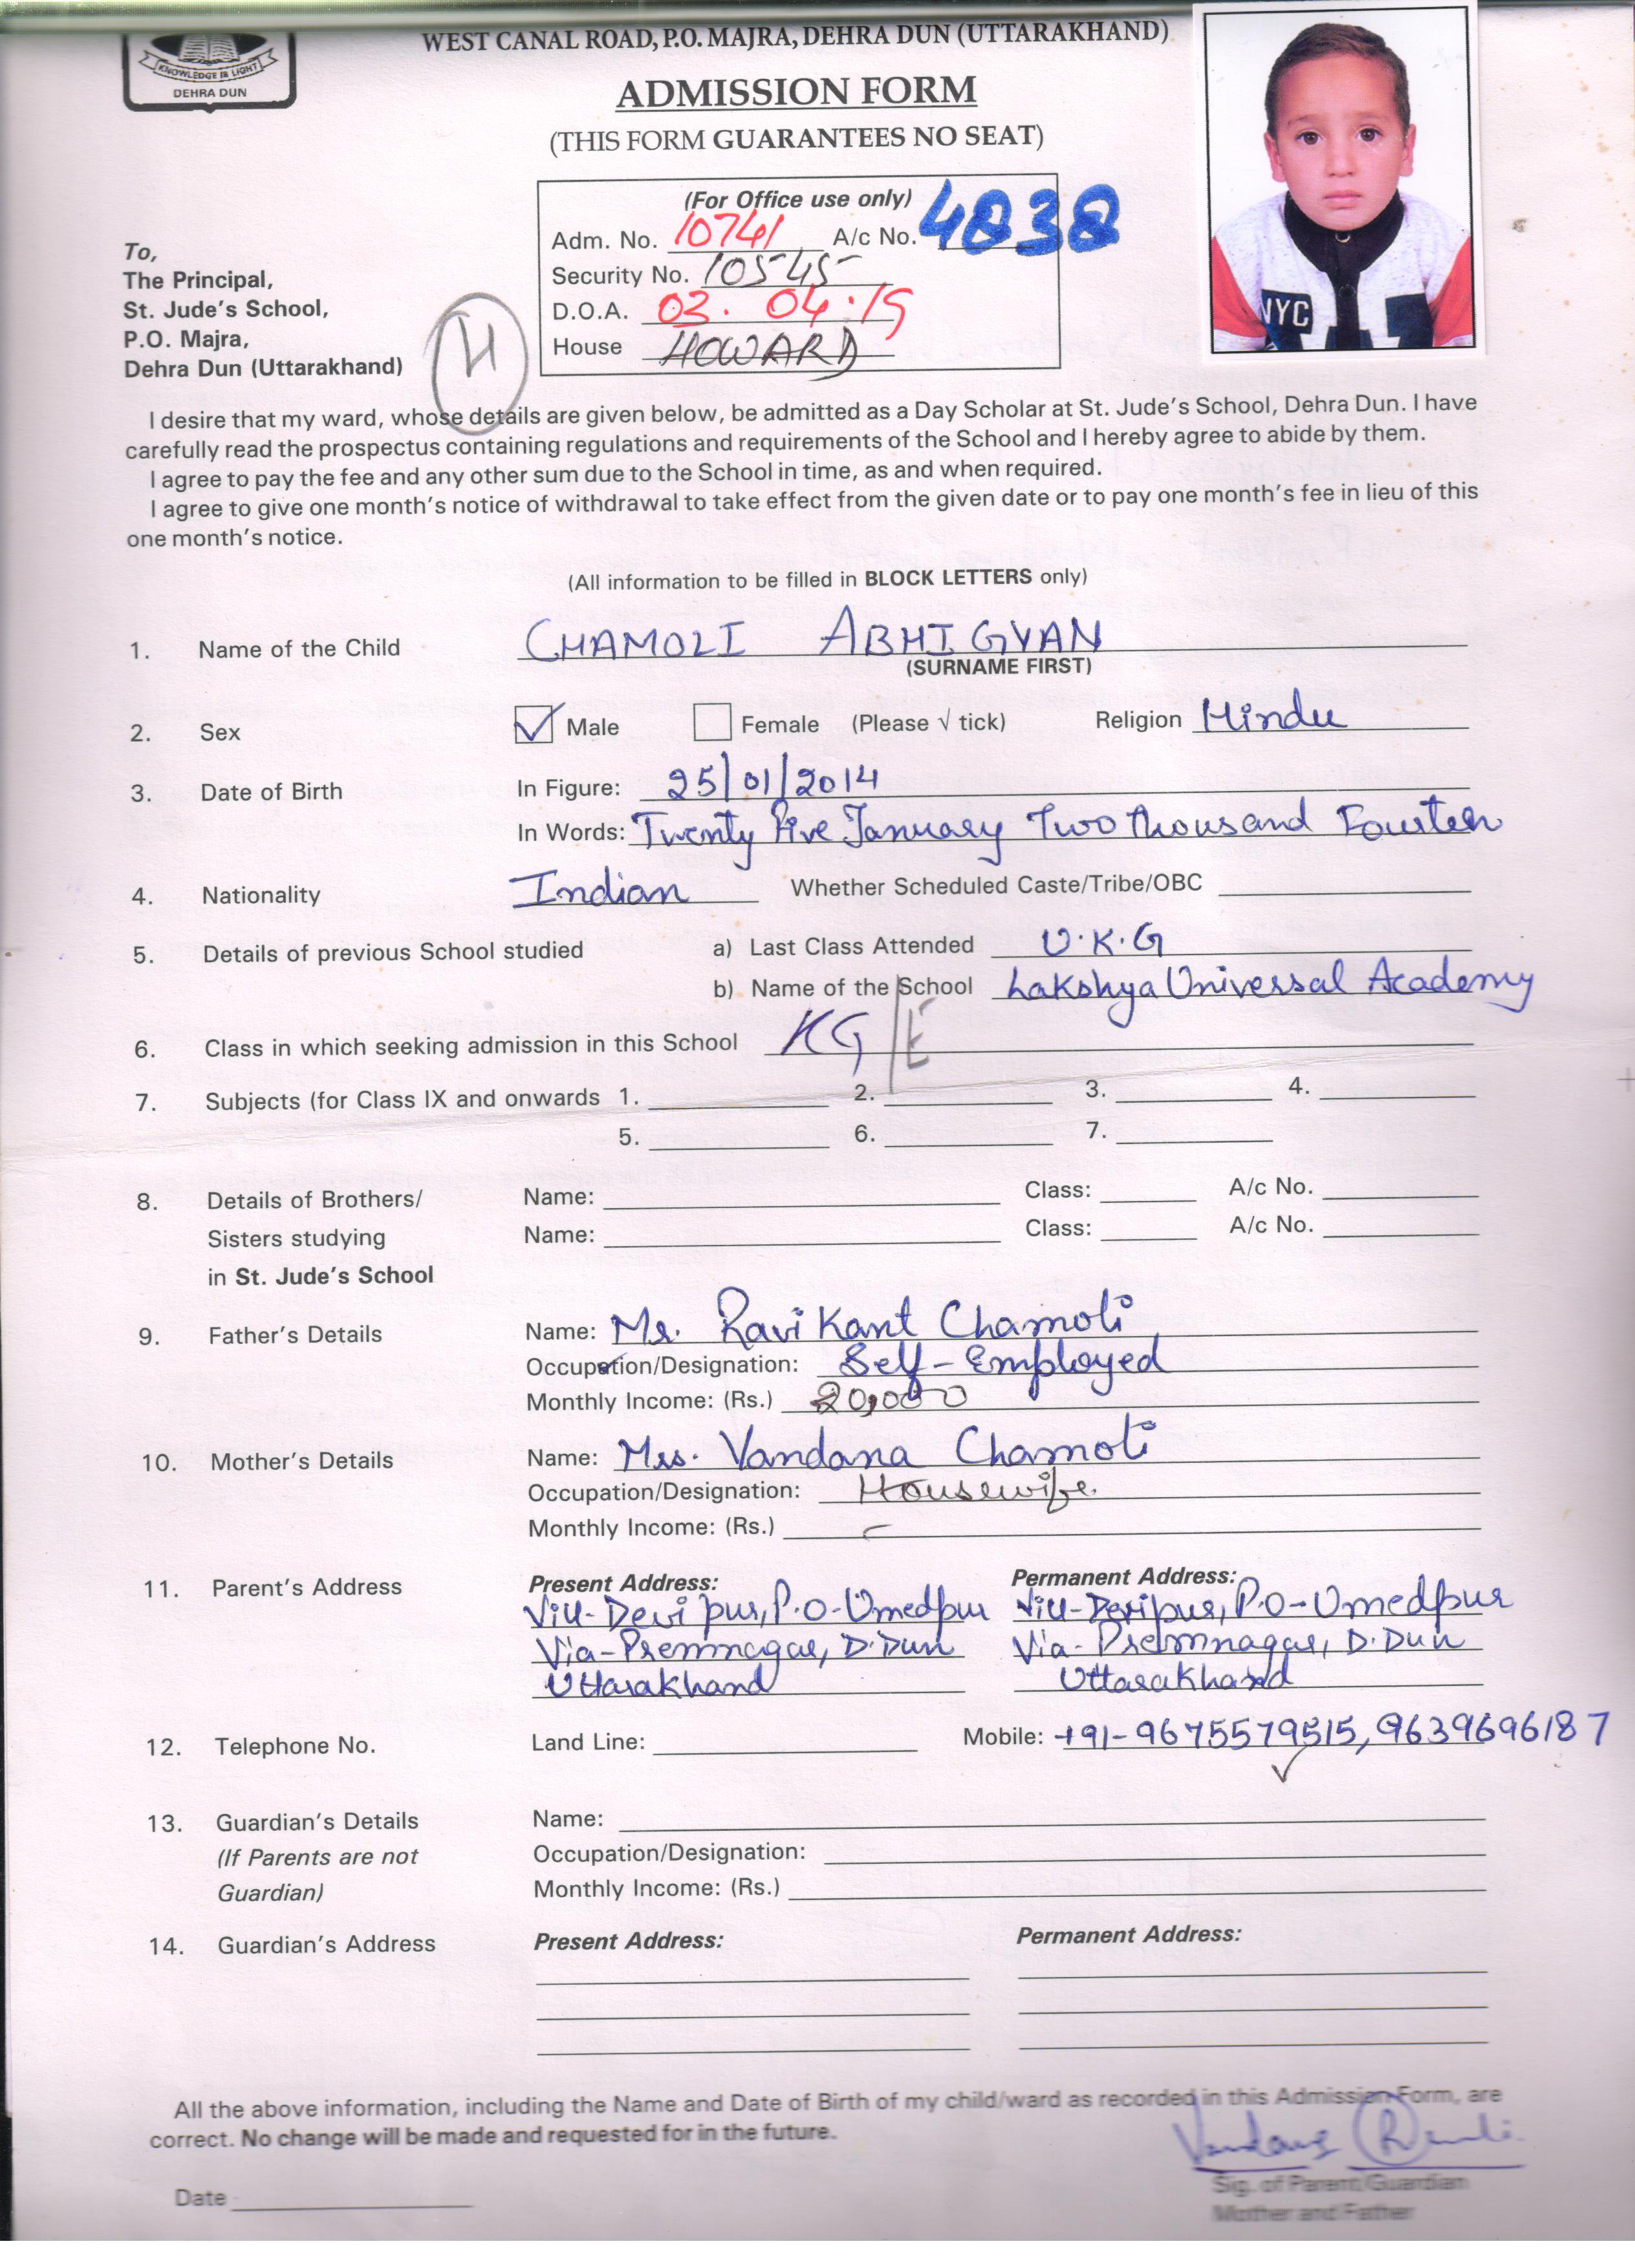 WEST CANAL ROAD, P.O. MAJRA, DEHRA DUN (UTTARAKHAND)
KNOWLEDGE IS LIGHT
DEHRA DUN
ADMISSION FORM
(THIS FORM GUARANTEES NO SEAT)
(For Office use only)
Adm. No. 10741 A/c No. 4838
Security No. 10545
D.O.A. 03.04.19
House HOWARD
NYC
To,
The Principal,
St. Jude's School,
P.O. Majra,
Dehra Dun (Uttarakhand)
H
I desire that my ward, whose details are given below, be admitted as a Day Scholar at St. Jude's School, Dehra Dun. I have
carefully read the prospectus containing regulations and requirements of the School and I hereby agree to abide by them.
I agree to pay the fee and any other sum due to the School in time, as and when required.
I agree to give one month's notice of withdrawal to take effect from the given date or to pay one month's fee in lieu of this
one month's notice.
(All information to be filled in BLOCK LETTERS only)
1. Name of the Child CHAMOLI ABHIGYAN
(SURNAME FIRST)
2. Sex Male Female (Please √ tick) Religion Hindu
3. Date of Birth In Figure: 25/01/2014
In Words: Twenty Five January Two thousand Fourteen
4. Nationality Indian Whether Scheduled Caste/Tribe/OBC
5. Details of previous School studied a) Last Class Attended U.K.G
b) Name of the School Lakshya Universal Academy
6. Class in which seeking admission in this School KG/E
7. Subjects (for Class IX and onwards 1. 2. 3. 4.
5. 6. 7.
8. Details of Brothers/ Name: Class: A/c No.
Sisters studying Name: Class: A/c No.
in St. Jude's School
9. Father's Details Name: Mr. Ravi Kant Chamoli
Occupation/Designation: Self-Employed
Monthly Income: (Rs.) 20,000
10. Mother's Details Name: Mrs. Vandana Chamoli
Occupation/Designation: Housewife.
Monthly Income: (Rs.) -
11. Parent's Address Present Address: Permanent Address:
Vill-Devipur, P.O-Umedpur Vill-Devipur, P.O-Umedpur
Via-Premnagar, D.Dun Via-Premnagar, D.Dun
Uttarakhand Uttarakhand
12. Telephone No. Land Line: Mobile: +91-9675579515, 9639696187
13. Guardian's Details Name:
(If Parents are not Occupation/Designation:
Guardian) Monthly Income: (Rs.)
14. Guardian's Address Present Address: Permanent Address:
All the above information, including the Name and Date of Birth of my child/ward as recorded in this Admission Form, are
correct. No change will be made and requested for in the future.
Vandana
Date
Sig. of Parent/Guardian
Mother and Father